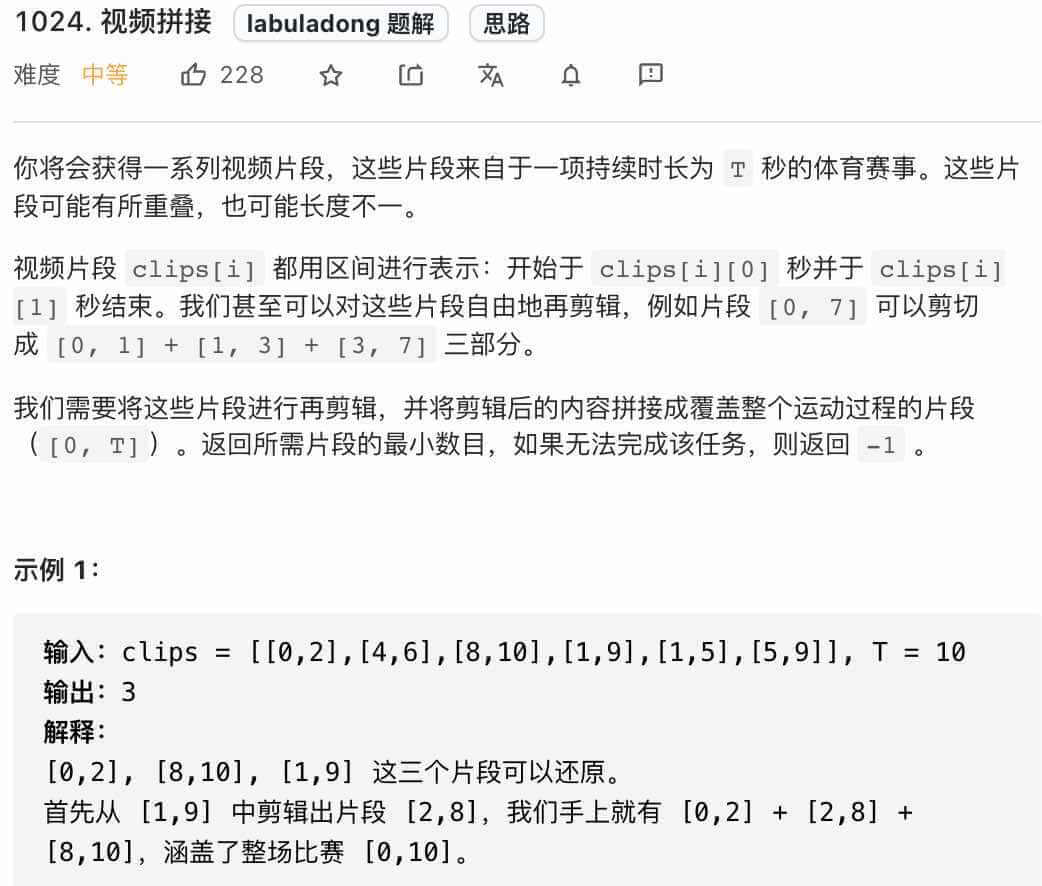 1024. 视频拼接 labuladong 题解 思路
难度 中等 228
你将会获得一系列视频片段，这些片段来自于一项持续时长为 T 秒的体育赛事。这些片
段可能有所重叠，也可能长度不一。
视频片段 clips[i] 都用区间进行表示：开始于 clips[i][0] 秒并于 clips[i]
[1] 秒结束。我们甚至可以对这些片段自由地再剪辑，例如片段 [0, 7] 可以剪切
成 [0, 1] + [1, 3] + [3, 7] 三部分。
我们需要将这些片段进行再剪辑，并将剪辑后的内容拼接成覆盖整个运动过程的片段
（[0, T]）。返回所需片段的最小数目，如果无法完成该任务，则返回 -1 。
示例 1：
输入：clips = [[0,2],[4,6],[8,10],[1,9],[1,5],[5,9]], T = 10
输出：3
解释：
[0,2], [8,10], [1,9] 这三个片段可以还原。
首先从 [1,9] 中剪辑出片段 [2,8]，我们手上就有 [0,2] + [2,8] +
[8,10]，涵盖了整场比赛 [0,10]。